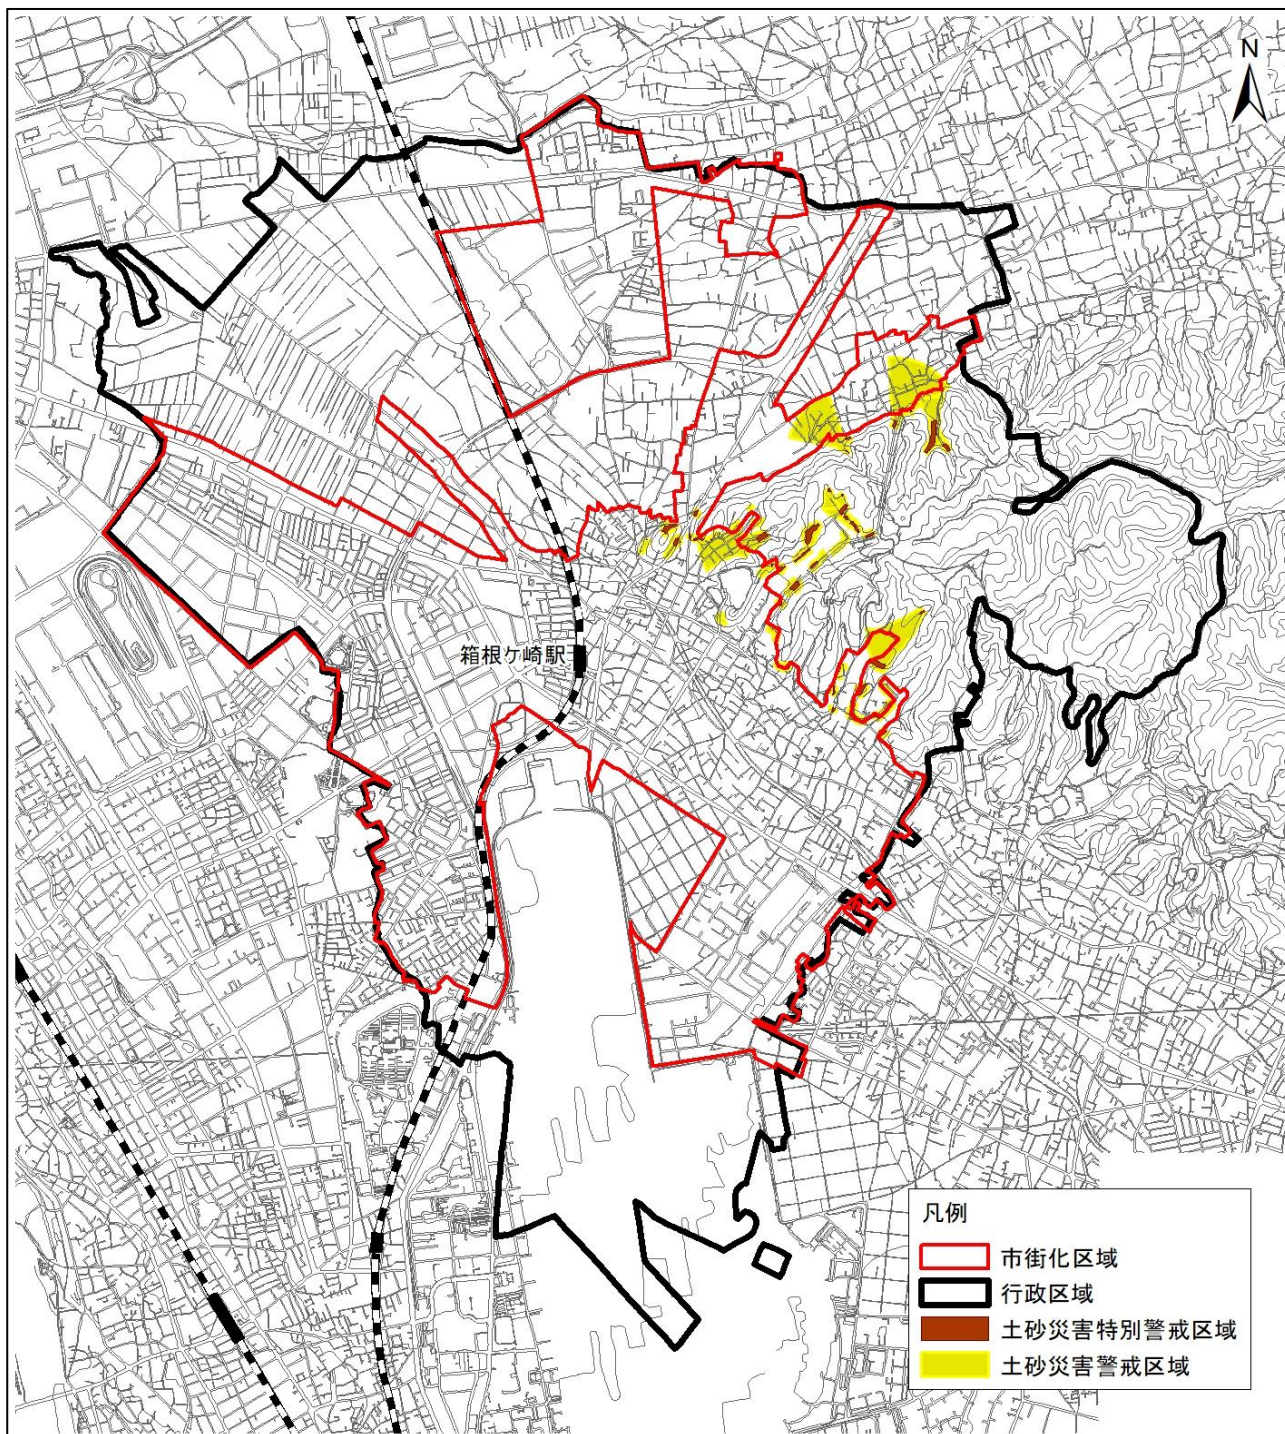 N
箱根ケ崎駅
凡例
市街化区域
行政区域
土砂災害特別警戒区域
土砂災害警戒区域